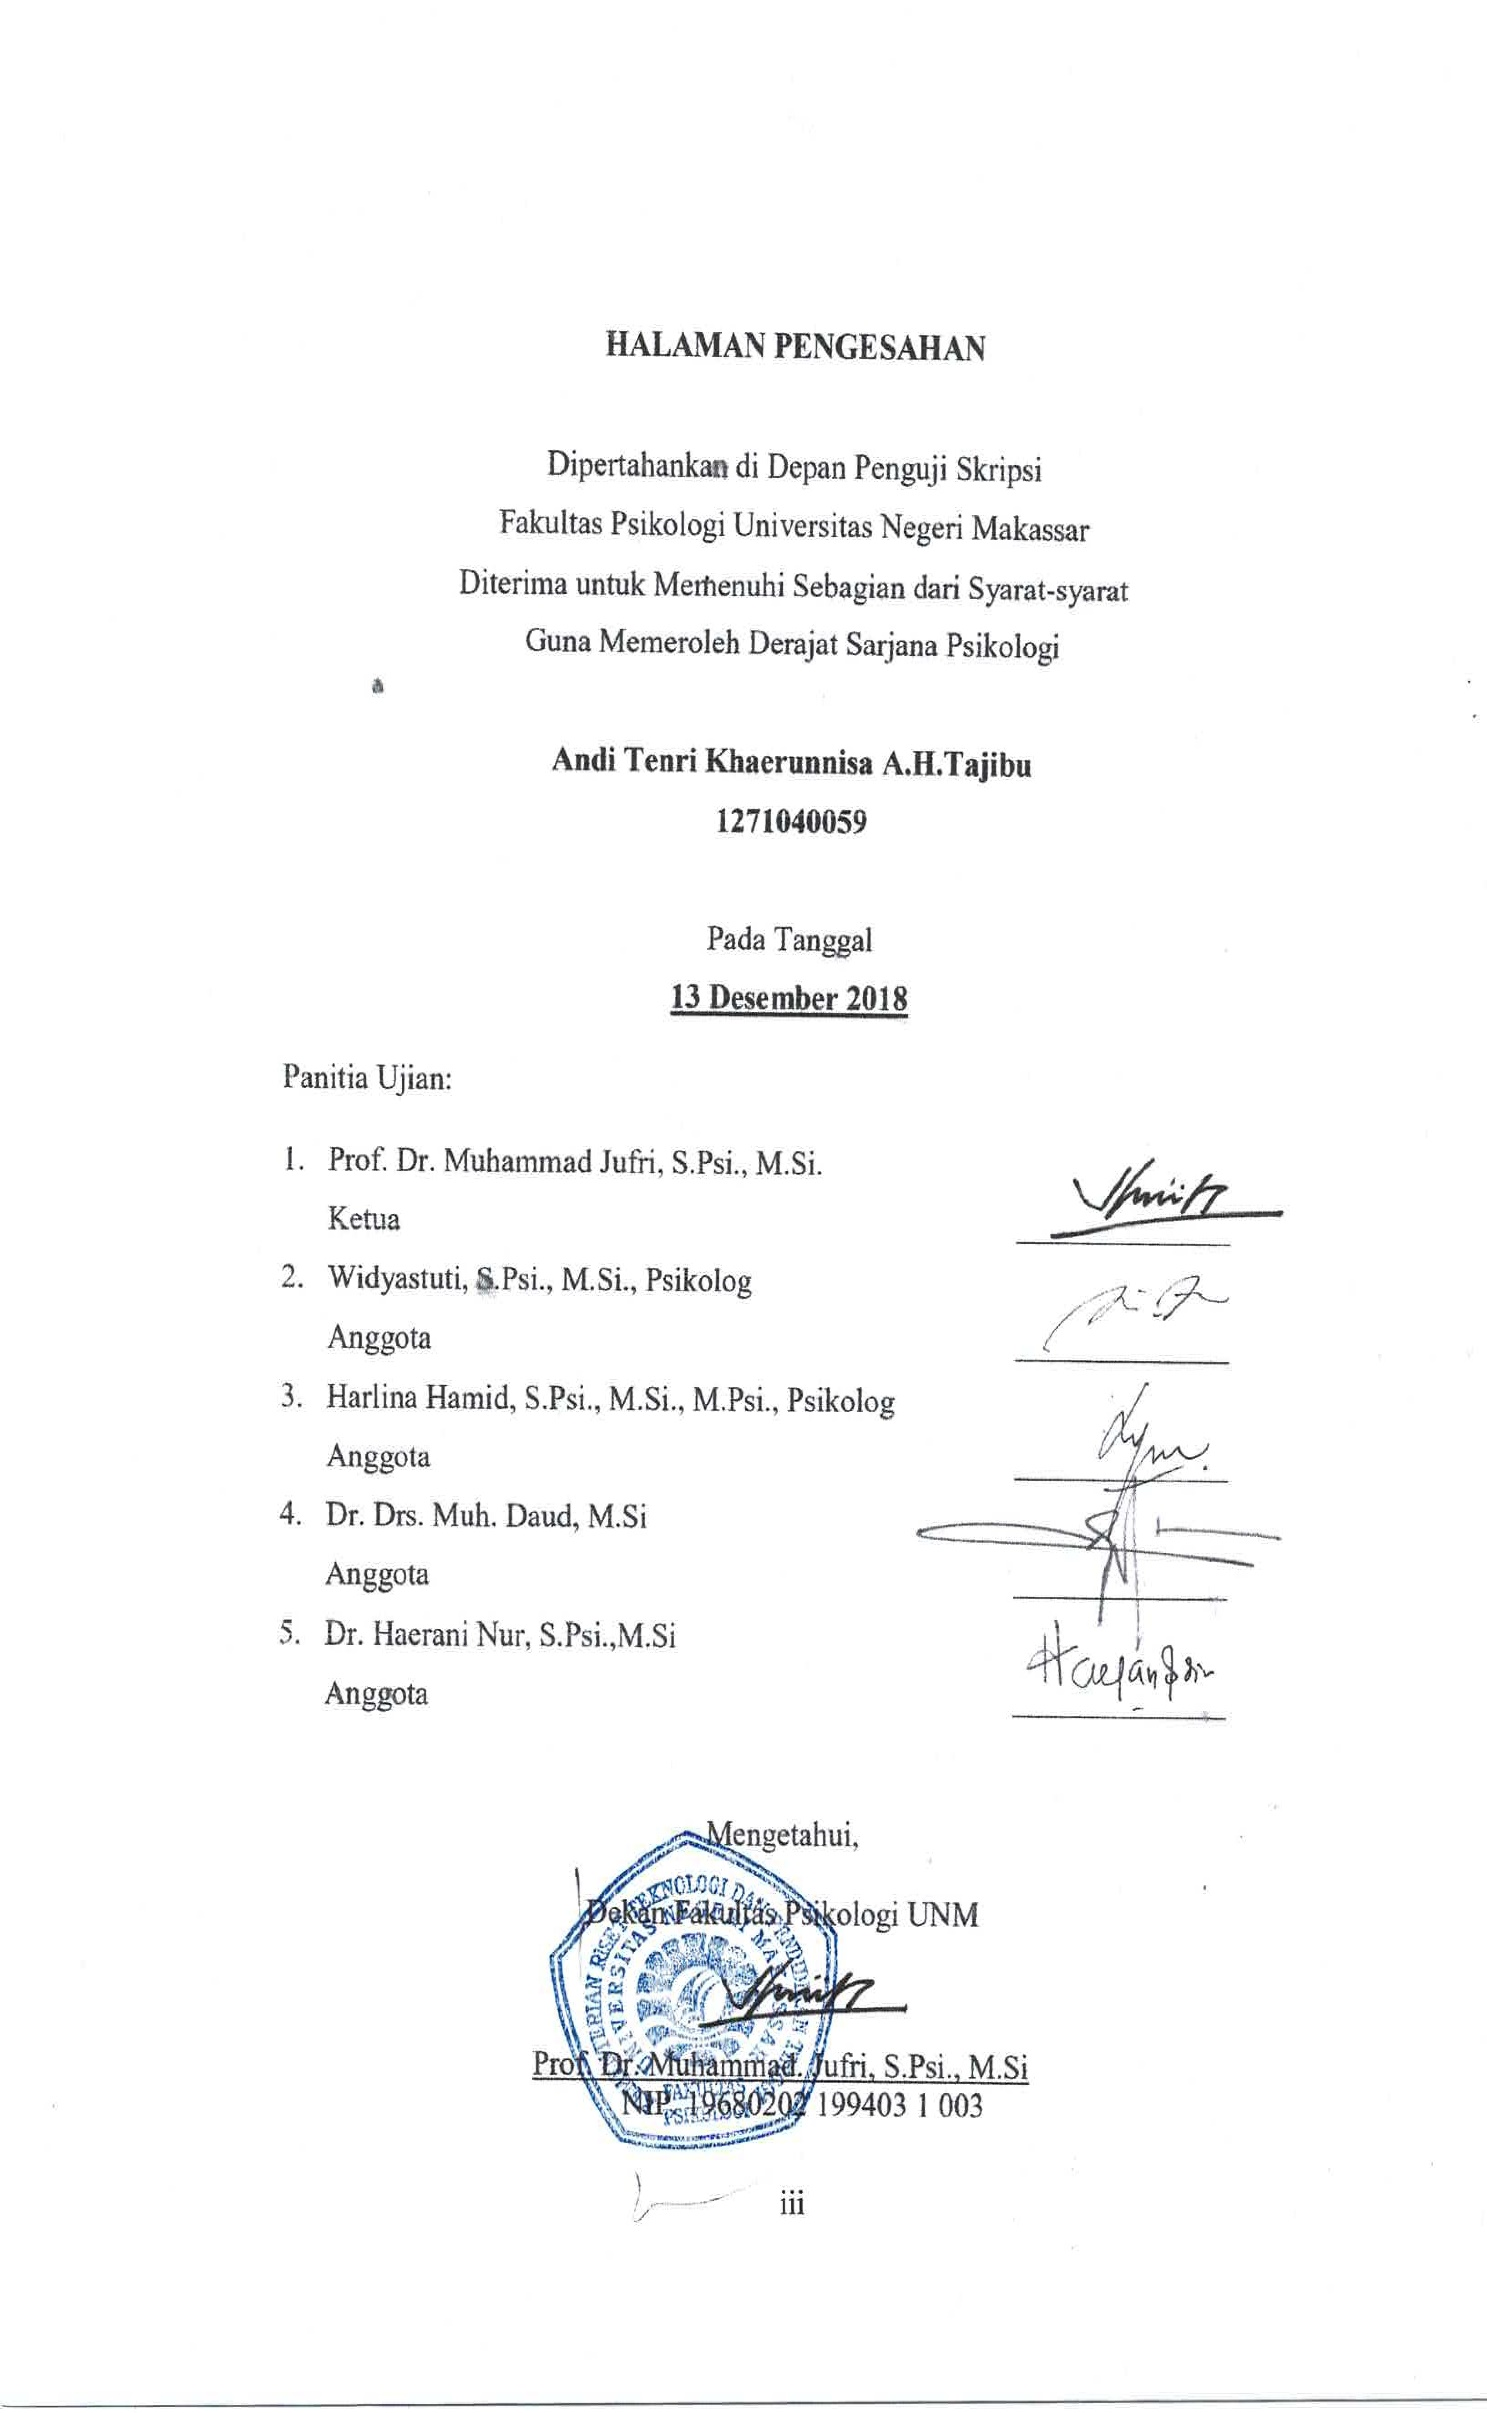 HALAMAN PENGESAHAN
Dipertahankan di Depan Penguji Skripsi
Fakultas Psikologi Universitas Negeri Makassar
Diterima untuk Memenuhi Sebagian dari Syarat-syarat
Guna Memeroleh Derajat Sarjana Psikologi
Andi Tenri Khaerunnisa A.H.Tajibu
1271040059
Pada Tanggal
13 Desember 2018
Panitia Ujian:
1. Prof. Dr. Muhammad Jufri, S.Psi., M.Si.
Ketua
2. Widyastuti, S.Psi., M.Si., Psikolog
Anggota
3. Harlina Hamid, S.Psi., M.Si., M.Psi., Psikolog
Anggota
4. Dr. Drs. Muh. Daud, M.Si
Anggota
5. Dr. Haerani Nur, S.Psi.,M.Si
Anggota
Mengetahui,
Dekan Fakultas Psikologi UNM
TEKNOLOGI DAN
FAKULTAS
PSIKOLOGI
Prof. Dr. Muhammad. Jufri, S.Psi., M.Si
NIP. 19680202 199403 1 003
iii